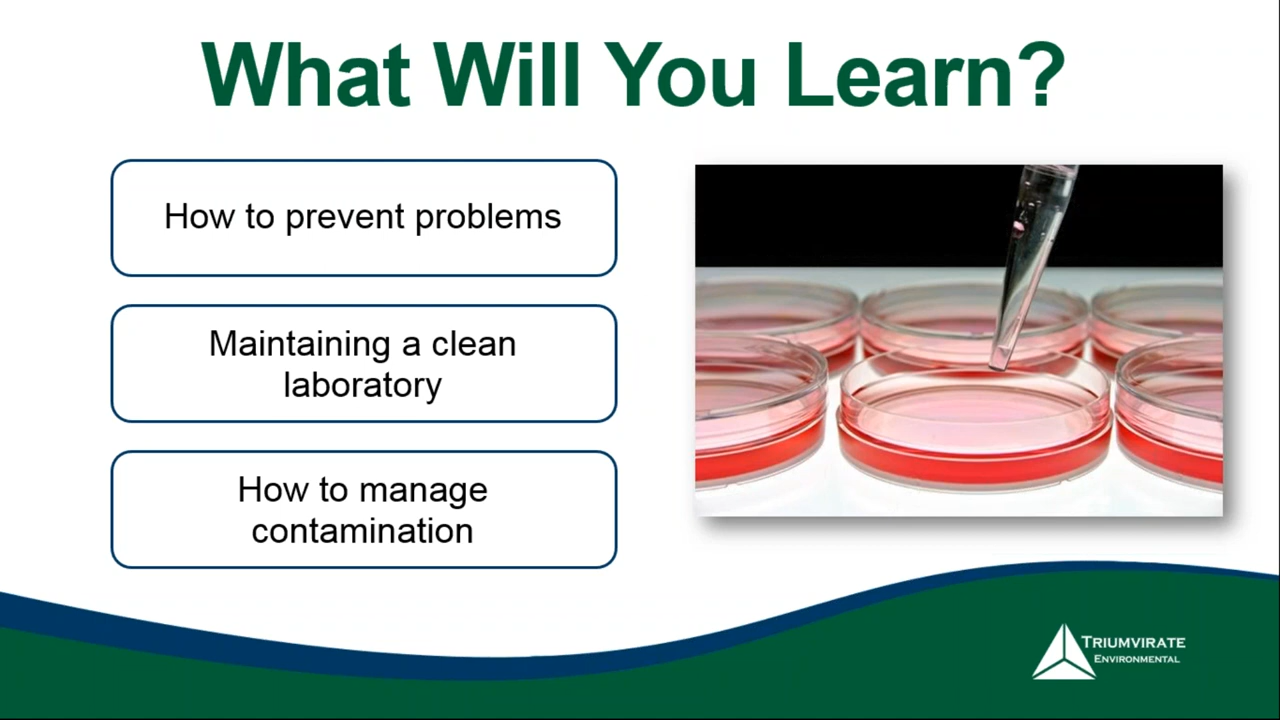 What Will You Learn?
How to prevent problems
Maintaining a clean
laboratory
How to manage
contamination
TRIUMVIRATE
ENVIRONMENTAL